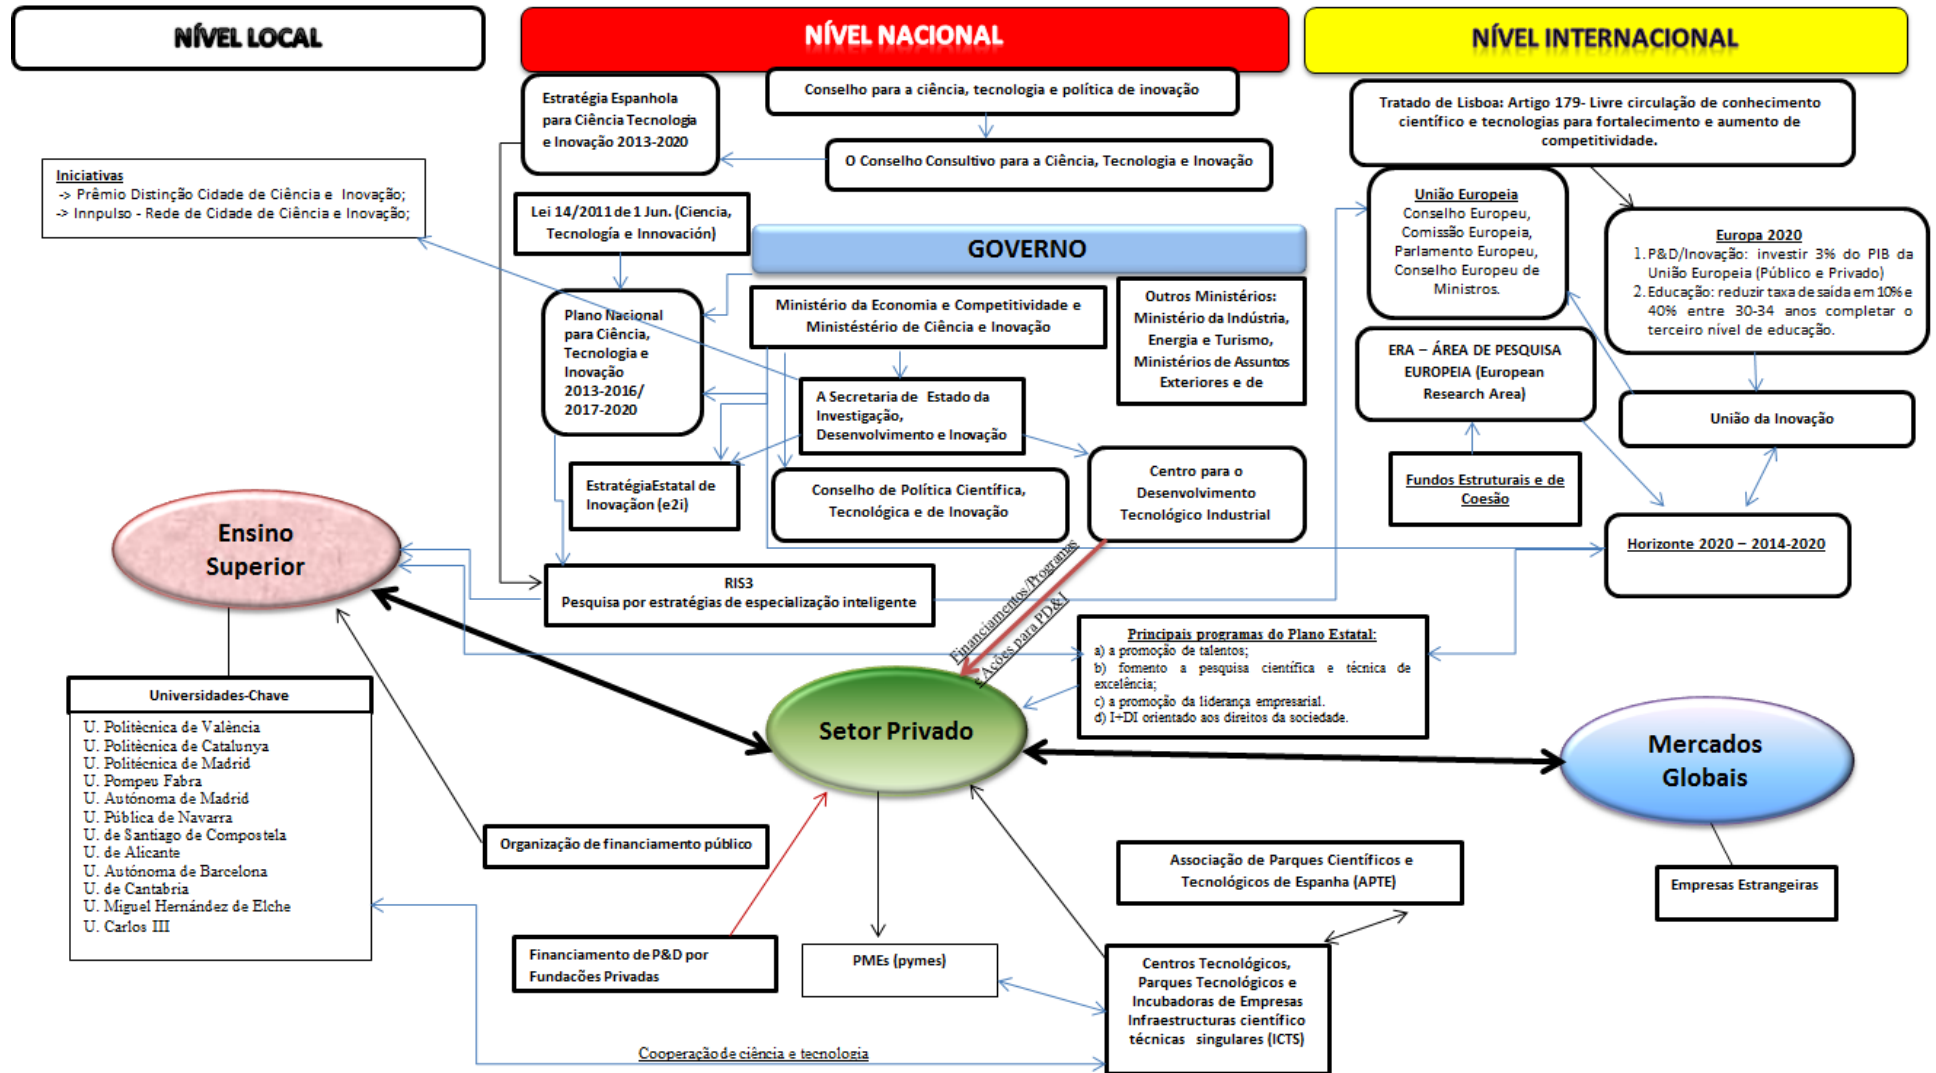 NÍVEL LOCAL
NÍVEL NACIONAL
NÍVEL INTERNACIONAL
Estratégia Espanhola
para Ciência Tecnologia
e Inovação 2013-2020
Conselho para a ciência, tecnologia e política de inovação
O Conselho Consultivo para a Ciência, Tecnologia e Inovação
Tratado de Lisboa: Artigo 179- Livre circulação de conhecimento
científico e tecnologias para fortalecimento e aumento de
competitividade.
Iniciativas
-> Prêmio Distinção Cidade de Ciência e Inovação;
-> Innpulso - Rede de Cidade de Ciência e Inovação;
Lei 14/2011 de 1 Jun. (Ciencia,
Tecnología e Innovación)
GOVERNO
União Europeia
Conselho Europeu,
Comissão Europeia,
Parlamento Europeu,
Conselho Europeu de
Ministros.
Europa 2020
1. P&D/Inovação: investir 3% do PIB da
União Europeia (Público e Privado)
2. Educação: reduzir taxa de saída em 10% e
40% entre 30-34 anos completar o
terceiro nível de educação.
Plano Nacional
para Ciência,
Tecnologia e
Inovação
2013-2016/
2017-2020
Ministério da Economia e Competitividade e
Ministéstério de Ciência e Inovação
Outros Ministérios:
Ministério da Indústria,
Energia e Turismo,
Ministérios de Assuntos
Exteriores e de
ERA – ÁREA DE PESQUISA
EUROPEIA (European
Research Area)
A Secretaria de Estado da
Investigação,
Desenvolvimento e Inovação
União da Inovação
EstratégiaEstatal de
Inovaçãon (e2i)
Conselho de Política Científica,
Tecnológica e de Inovação
Centro para o
Desenvolvimento
Tecnológico Industrial
Fundos Estruturais e de
Coesão
Ensino
Superior
Horizonte 2020 – 2014-2020
RIS3
Pesquisa por estratégias de especialização inteligente
Financiamentos/Programas
e Ações para PD&I
Principais programas do Plano Estatal:
a) a promoção de talentos;
b) fomento a pesquisa científica e técnica de
excelência;
c) a promoção da liderança empresarial.
d) I+DI orientado aos direitos da sociedade.
Universidades-Chave
U. Politècnica de València
U. Politècnica de Catalunya
U. Politécnica de Madrid
U. Pompeu Fabra
U. Autónoma de Madrid
U. Pública de Navarra
U. de Santiago de Compostela
U. de Alicante
U. Autónoma de Barcelona
U. de Cantabria
U. Miguel Hernández de Elche
U. Carlos III
Setor Privado
Mercados
Globais
Organização de financiamento público
Associação de Parques Científicos e
Tecnológicos de Espanha (APTE)
Empresas Estrangeiras
Financiamento de P&D por
Fundacões Privadas
PMEs (pymes)
Centros Tecnológicos,
Parques Tecnológicos e
Incubadoras de Empresas
Infraestructuras científico
técnicas singulares (ICTS)
Cooperação de ciência e tecnologia